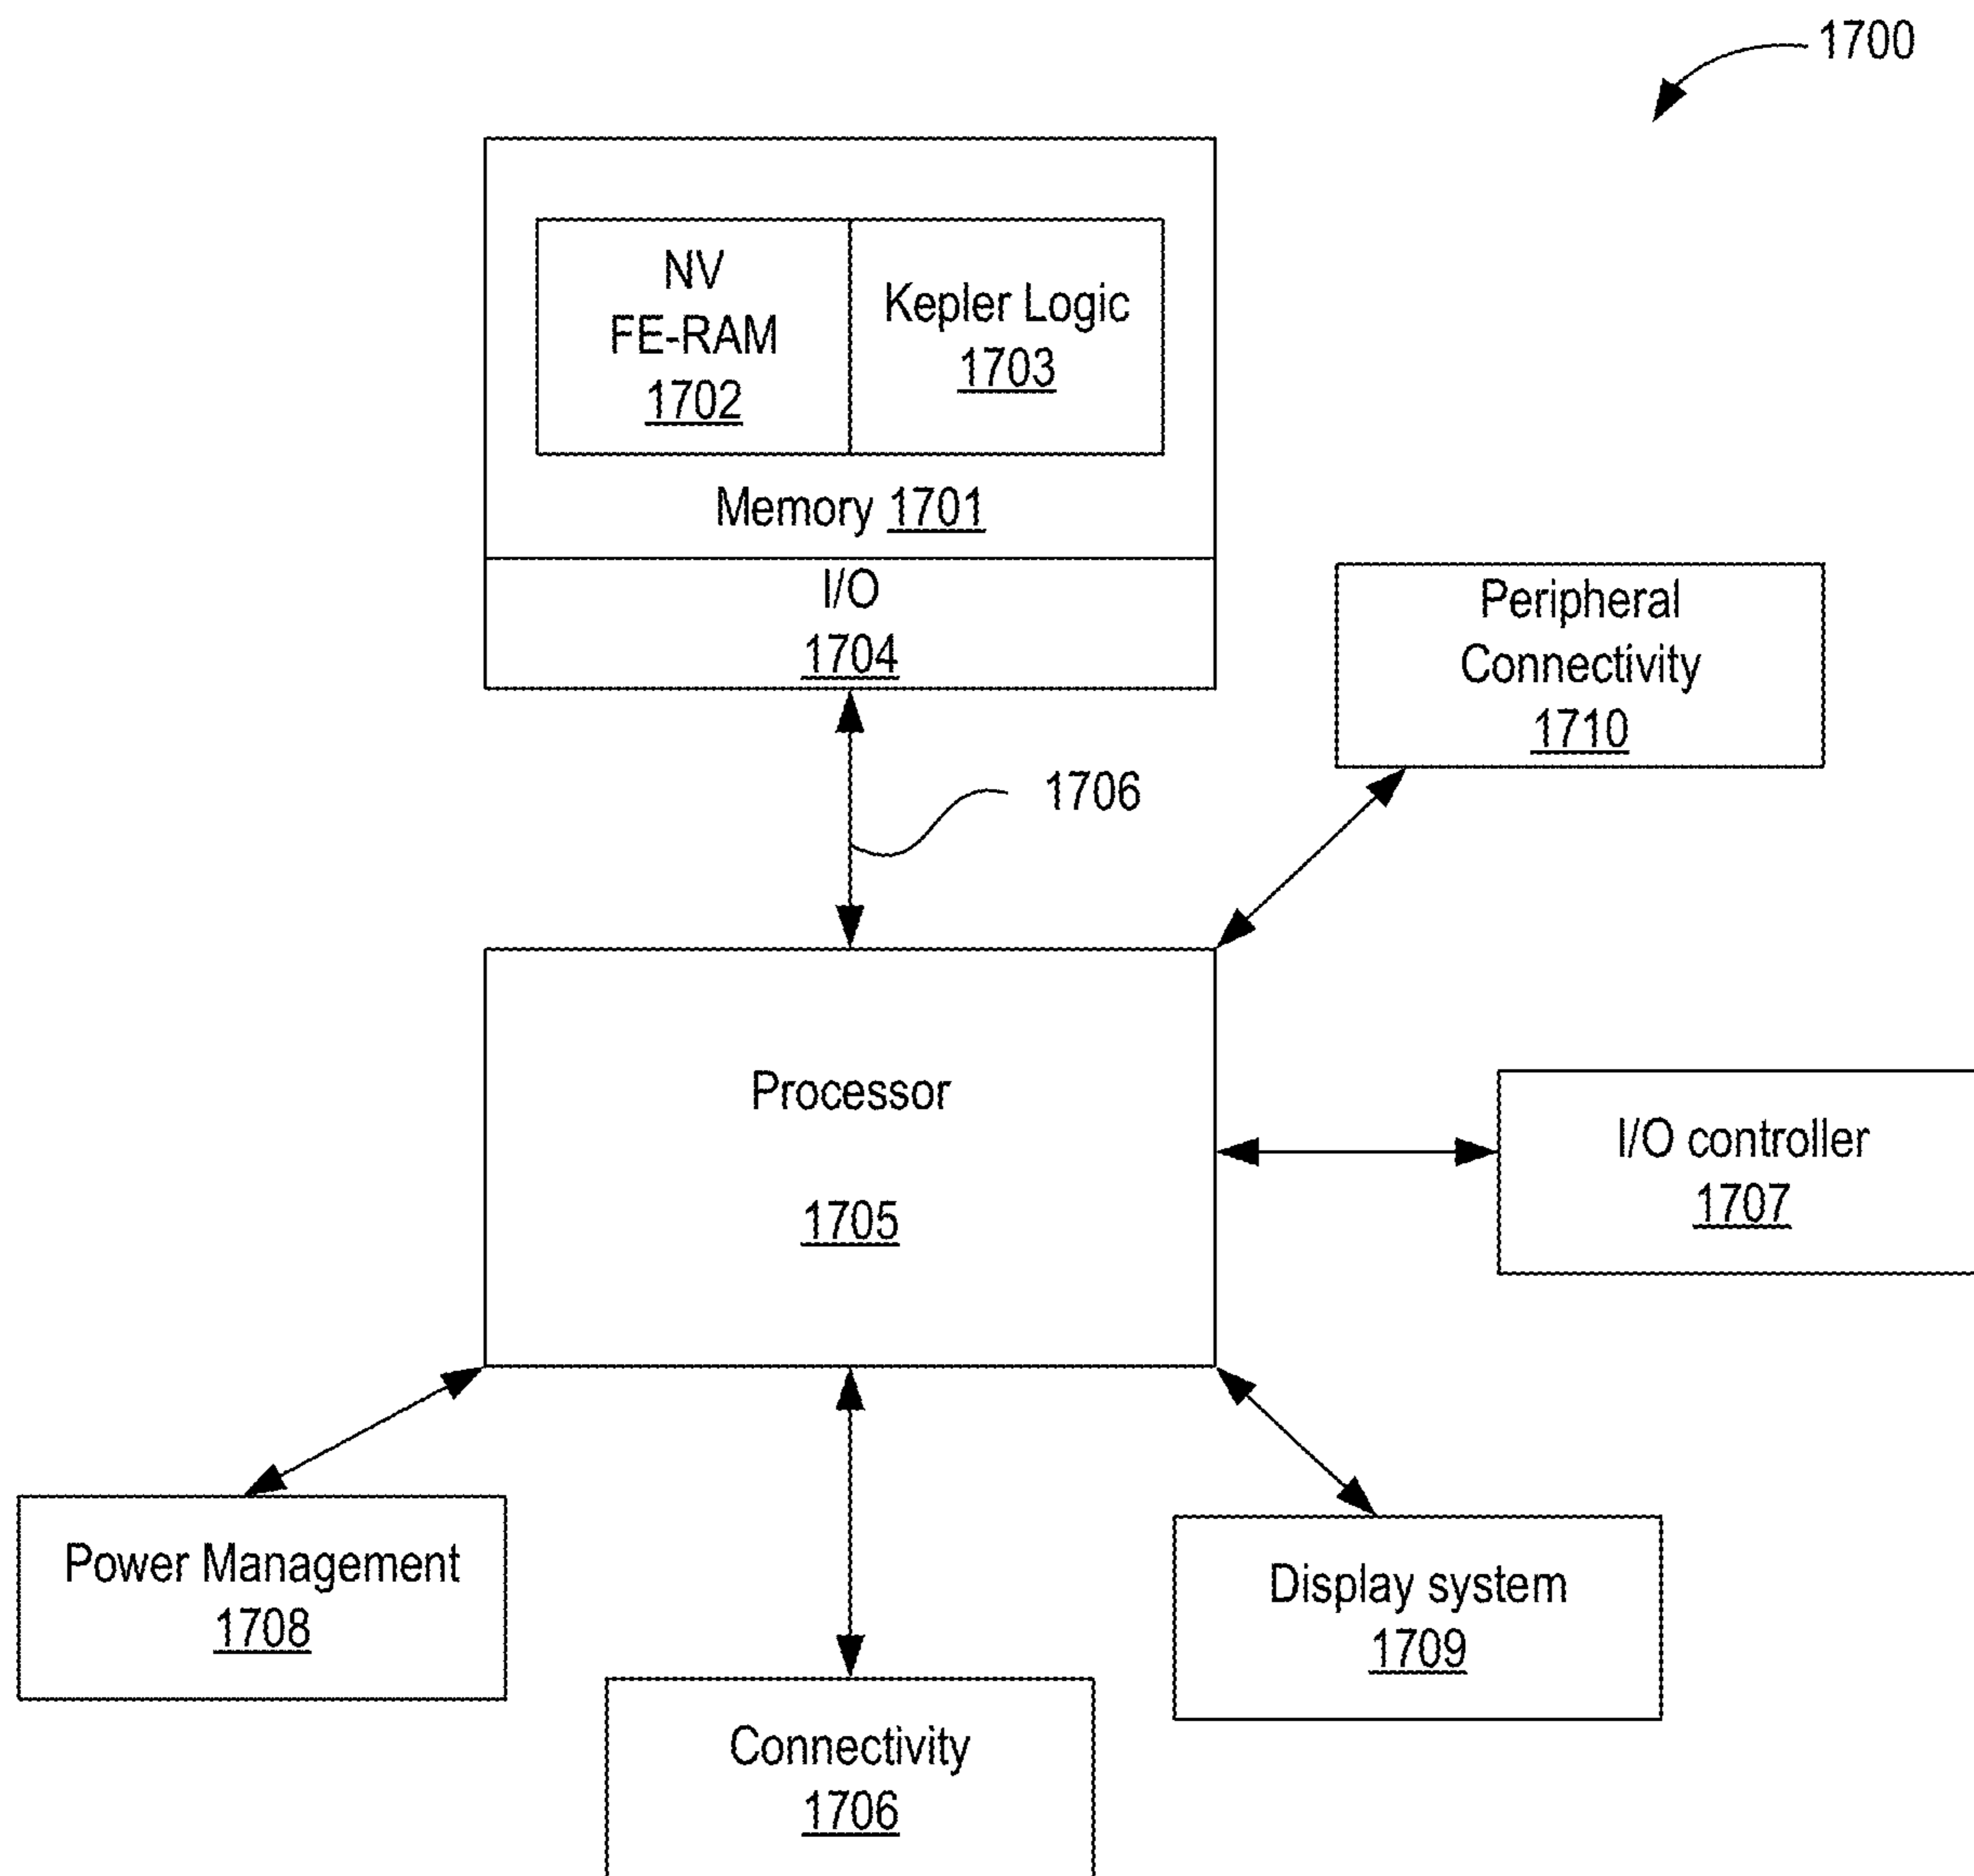 1700
NV
FE-RAM
1702
Kepler Logic
1703
Memory 1701
I/O
1704
Peripheral
Connectivity
1710
1706
Processor
1705
I/O controller
1707
Power Management
1708
Display system
1709
Connectivity
1706